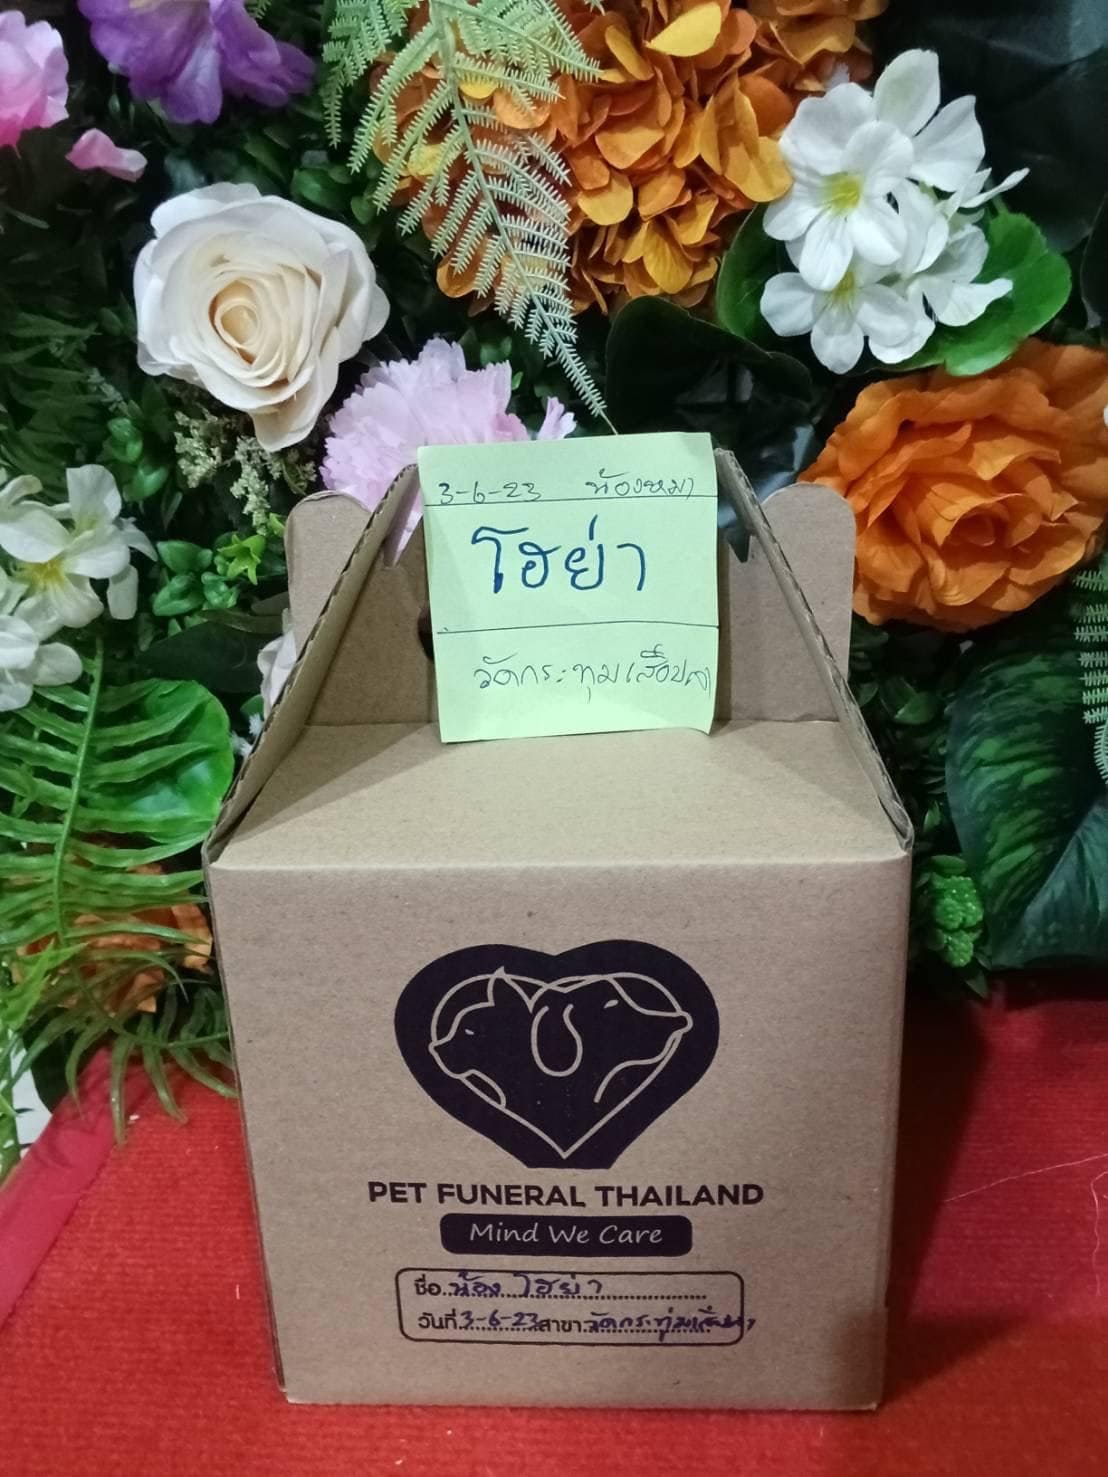 3-6-23 น้องหมา
โฮย่า
วัดกระทุ่มเสือปลา
PET FUNERAL THAILAND
Mind We Care
ชื่อ น้อง โฮย่า
วันที่ 3-6-23 สาขา วัดกระทุ่มเสือปลา